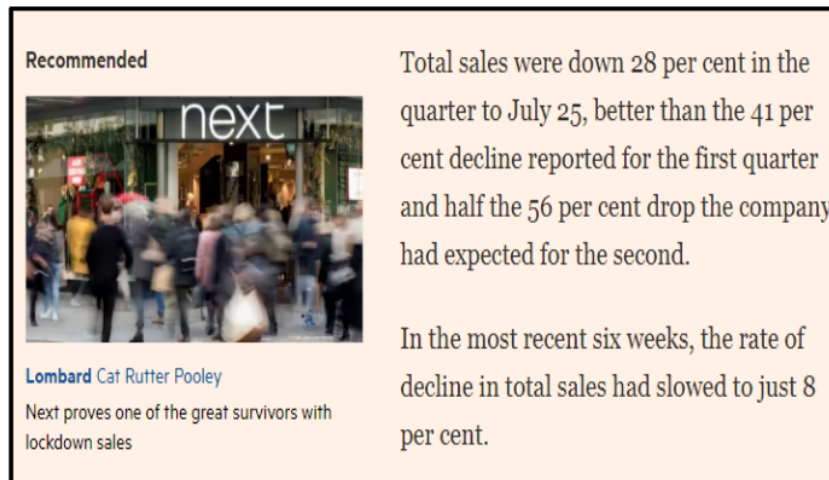 Recommended
next
Lombard Cat Rutter Pooley
Next proves one of the great survivors with
lockdown sales
Total sales were down 28 per cent in the
quarter to July 25, better than the 41 per
cent decline reported for the first quarter
and half the 56 per cent drop the company
had expected for the second.
In the most recent six weeks, the rate of
decline in total sales had slowed to just 8
per cent.